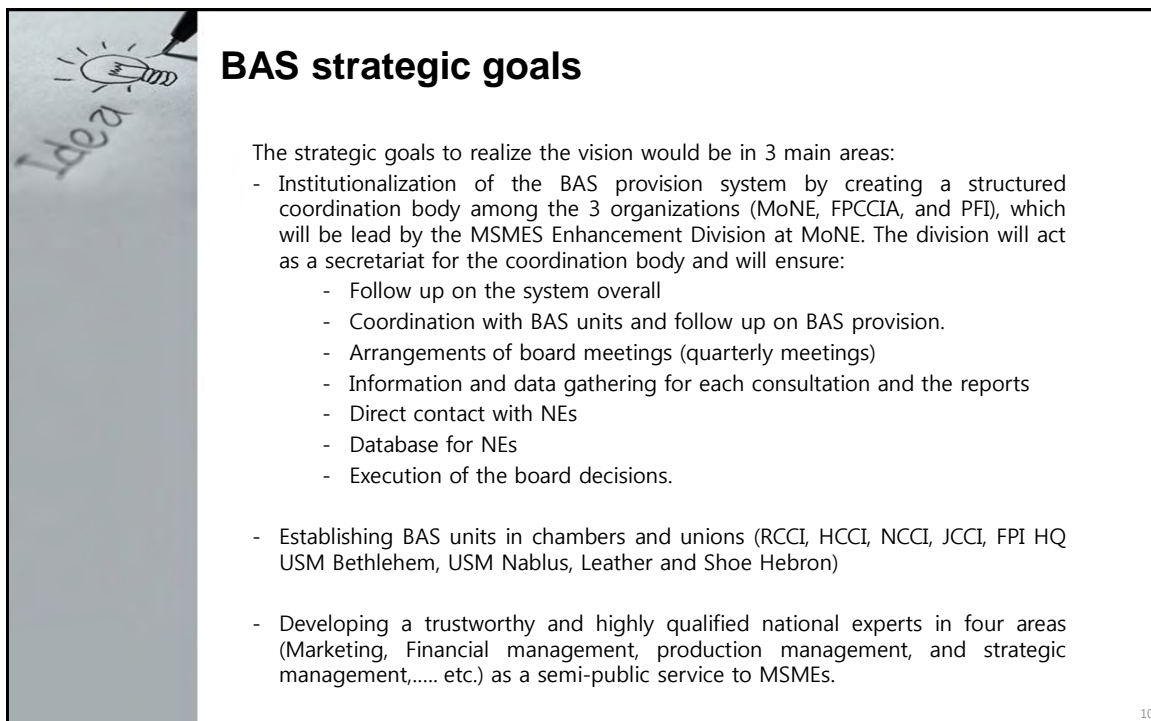 Idea
BAS strategic goals
The strategic goals to realize the vision would be in 3 main areas:
- Institutionalization of the BAS provision system by creating a structured
coordination body among the 3 organizations (MoNE, FPCCIA, and PFI), which
will be lead by the MSMES Enhancement Division at MoNE. The division will act
as a secretariat for the coordination body and will ensure:
- Follow up on the system overall
- Coordination with BAS units and follow up on BAS provision.
- Arrangements of board meetings (quarterly meetings)
- Information and data gathering for each consultation and the reports
- Direct contact with NEs
- Database for NEs
- Execution of the board decisions.
- Establishing BAS units in chambers and unions (RCCI, HCCI, NCCI, JCCI, FPI HQ
USM Bethlehem, USM Nablus, Leather and Shoe Hebron)
- Developing a trustworthy and highly qualified national experts in four areas
(Marketing, Financial management, production management, and strategic
management,..... etc.) as a semi-public service to MSMEs.
10